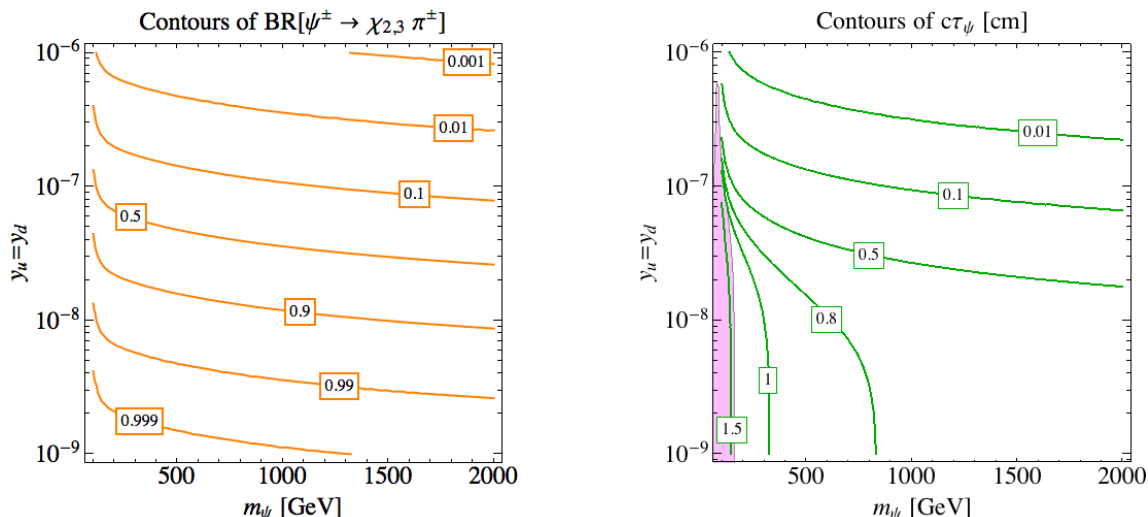 Contours of BR[ψ± → χ2,3 π±]
10^-6
10^-7
10^-8
10^-9
yu=yd
0.001
0.01
0.1
0.5
0.9
0.99
0.999
500 1000 1500 2000
mψ [GeV]
Contours of cτψ [cm]
10^-6
10^-7
10^-8
10^-9
yu=yd
0.01
0.1
0.5
0.8
1
1.5
500 1000 1500 2000
mψ [GeV]